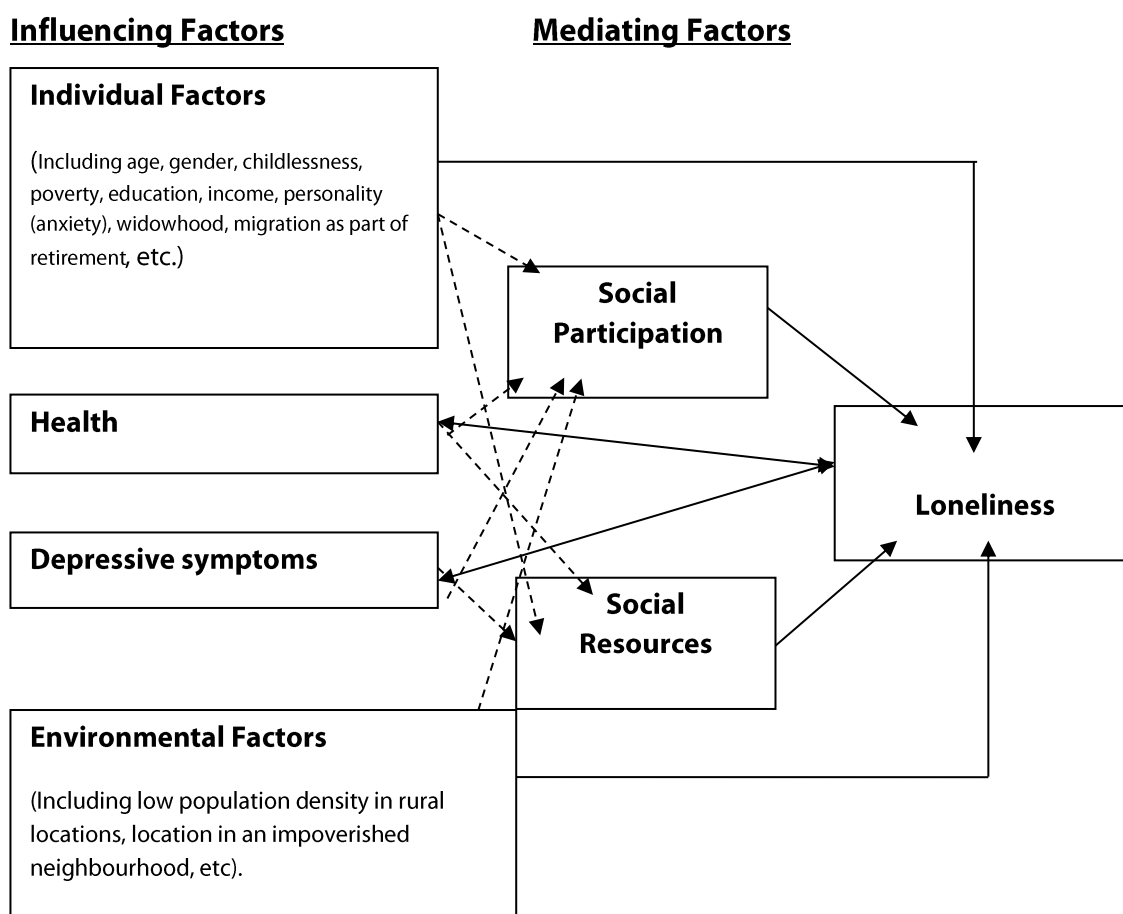 Influencing Factors
Mediating Factors
Individual Factors
(Including age, gender, childlessness,
poverty, education, income, personality
(anxiety), widowhood, migration as part of
retirement, etc.)
Social
Participation
Health
Loneliness
Depressive symptoms
Social
Resources
Environmental Factors
(Including low population density in rural
locations, location in an impoverished
neighbourhood, etc).